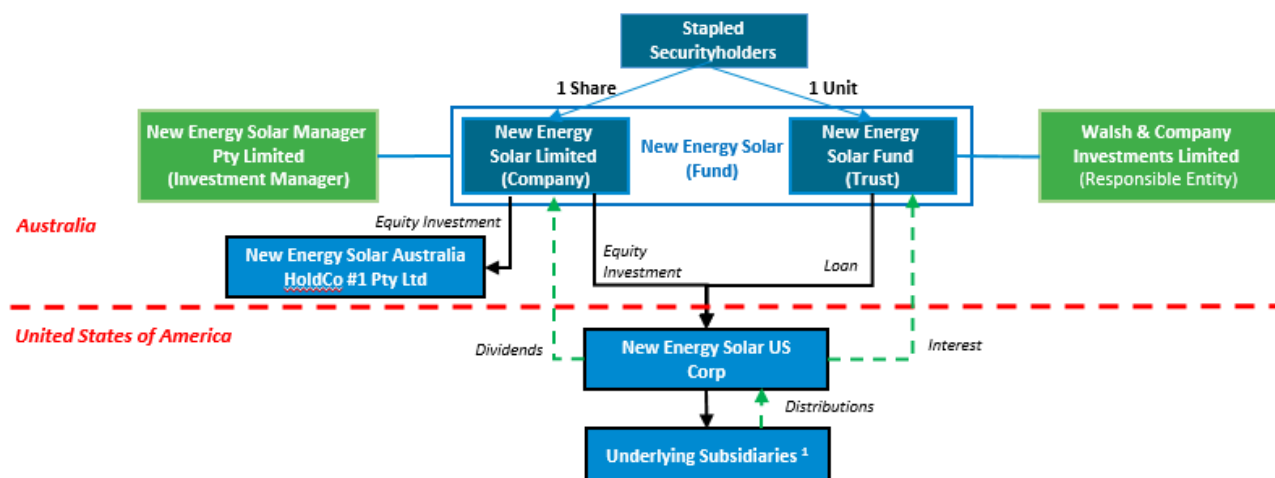 Stapled
Securityholders
1 Share
1 Unit
New Energy Solar Manager
Pty Limited
(Investment Manager)
New Energy
Solar Limited
(Company)
New Energy Solar
(Fund)
New Energy
Solar Fund
(Trust)
Walsh & Company
Investments Limited
(Responsible Entity)
Australia
Equity Investment
New Energy Solar Australia
HoldCo #1 Pty Ltd
Equity
Investment
Loan
United States of America
Dividends
New Energy Solar US
Corp
Interest
Distributions
Underlying Subsidiaries ¹